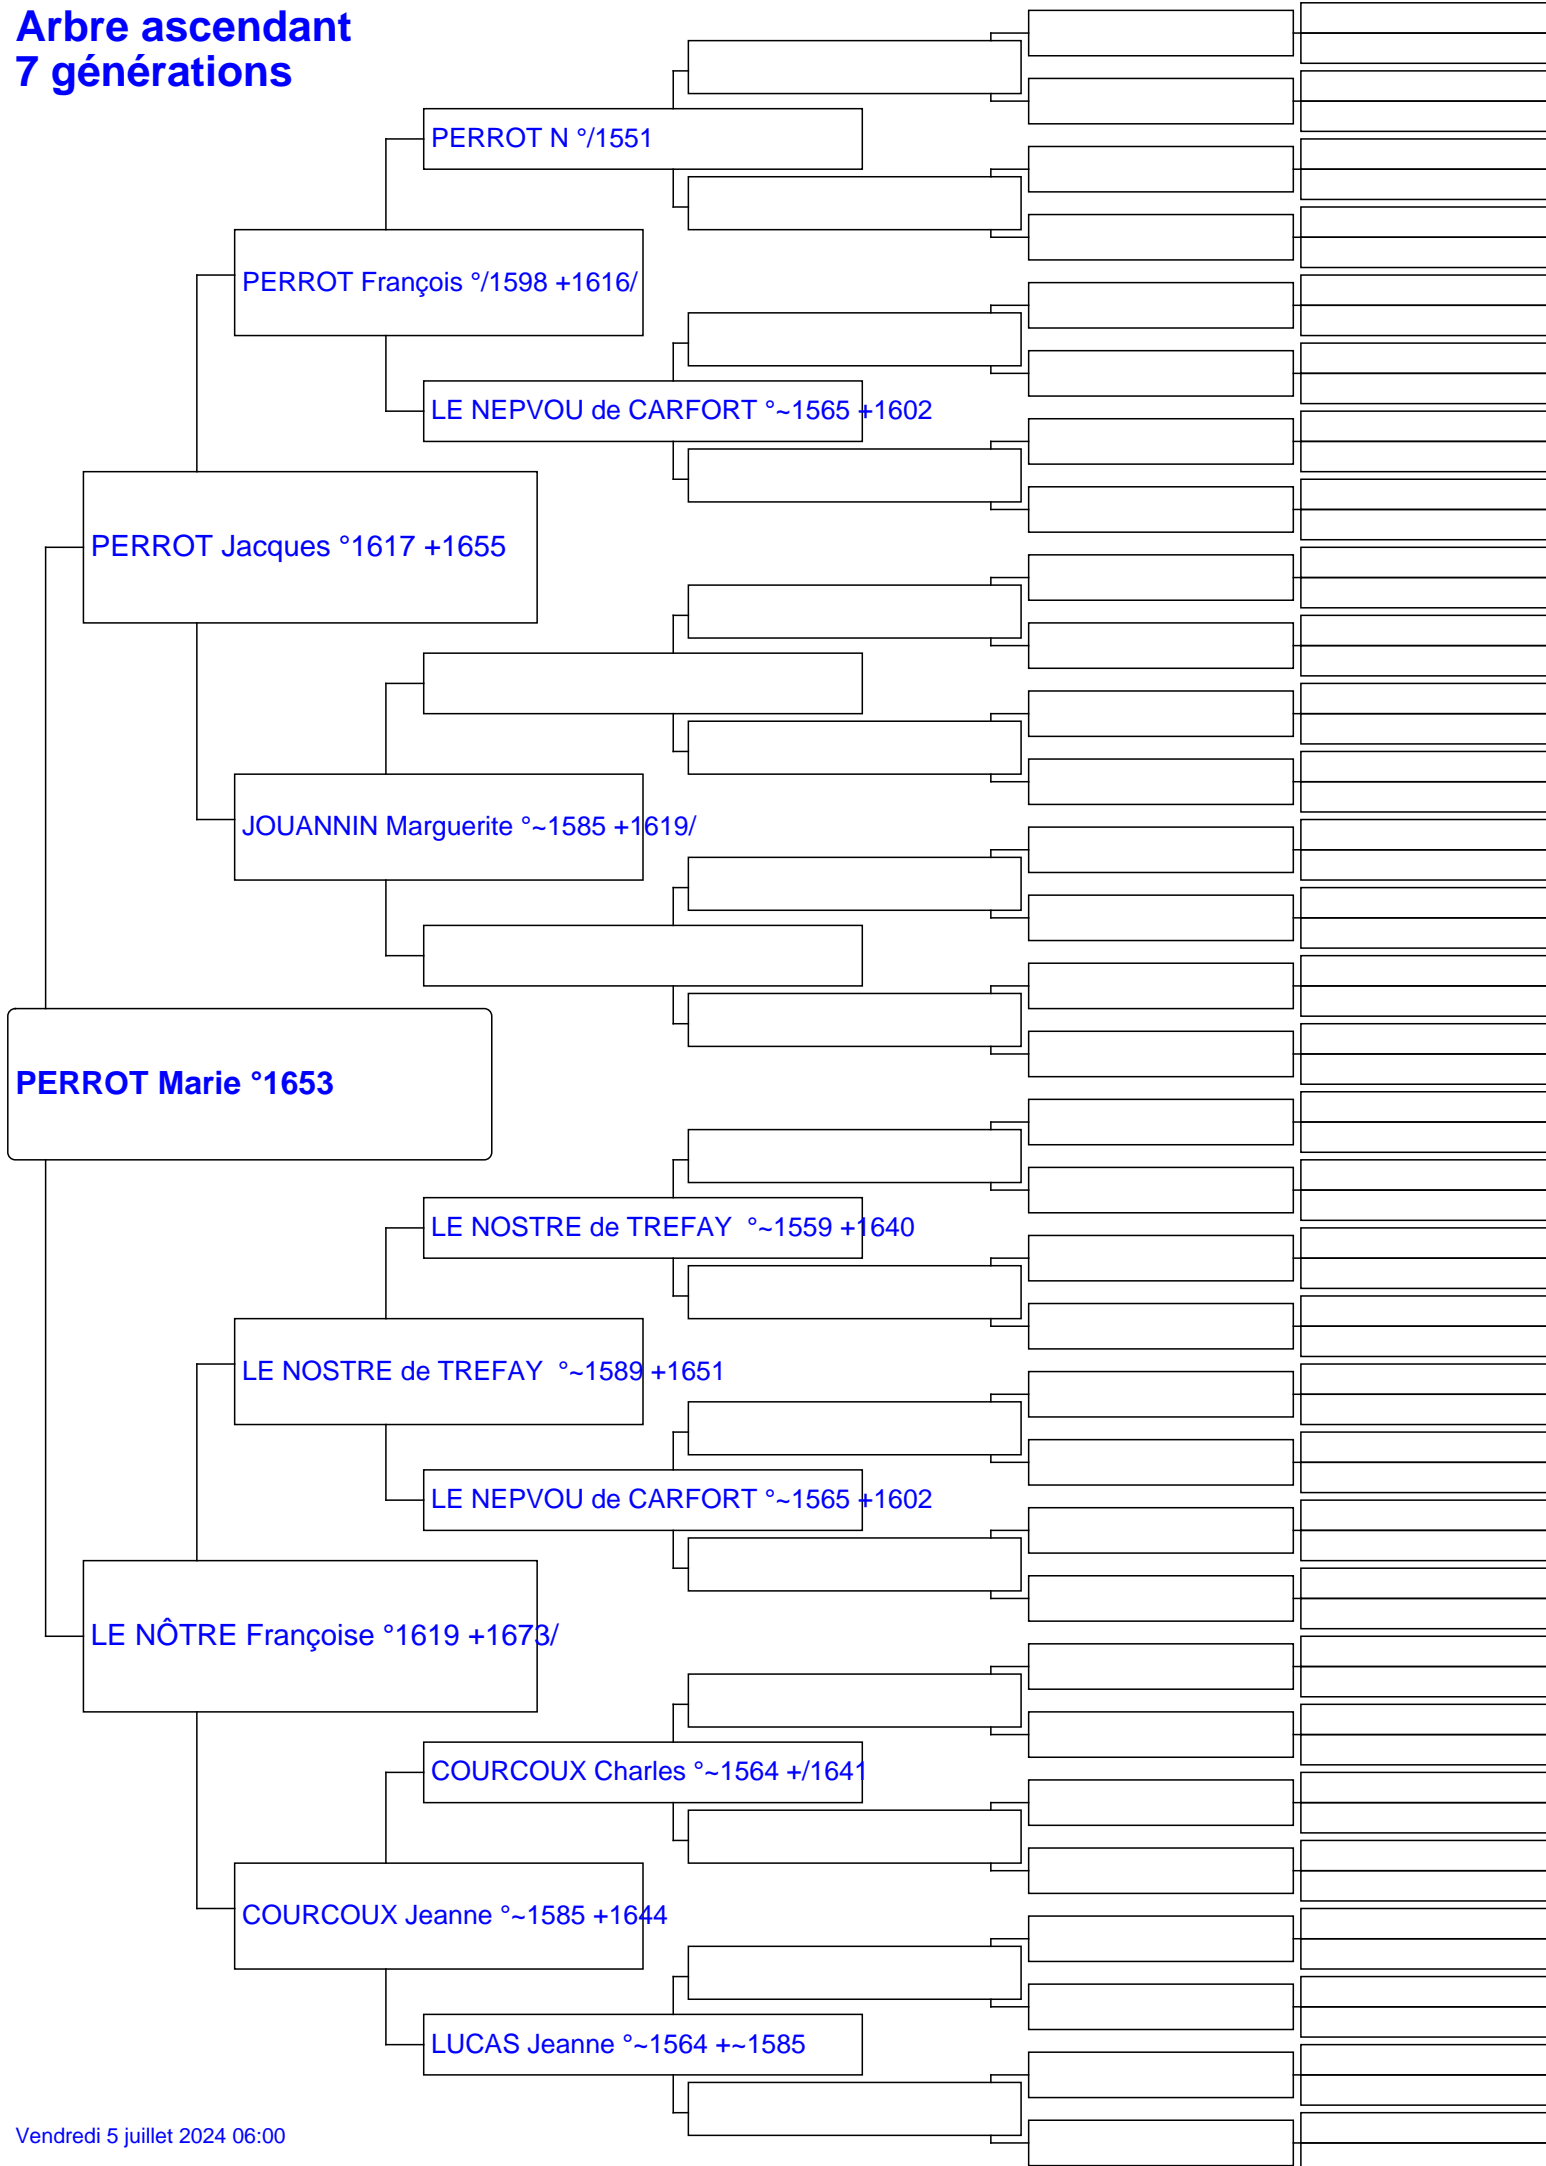 Arbre ascendant
7 générations
PERROT N °/1551
PERROT François °/1598 +1616/
LE NEPVOU de CARFORT °~1565 +1602
PERROT Jacques °1617 +1655
JOUANNIN Marguerite °~1585 +1619/
PERROT Marie °1653
LE NOSTRE de TREFAY  °~1559 +1640
LE NOSTRE de TREFAY  °~1589 +1651
LE NEPVOU de CARFORT °~1565 +1602
LE NÔTRE Françoise °1619 +1673/
COURCOUX Charles °~1564 +/1641
COURCOUX Jeanne °~1585 +1644
LUCAS Jeanne °~1564 +~1585
Vendredi 5 juillet 2024 06:00